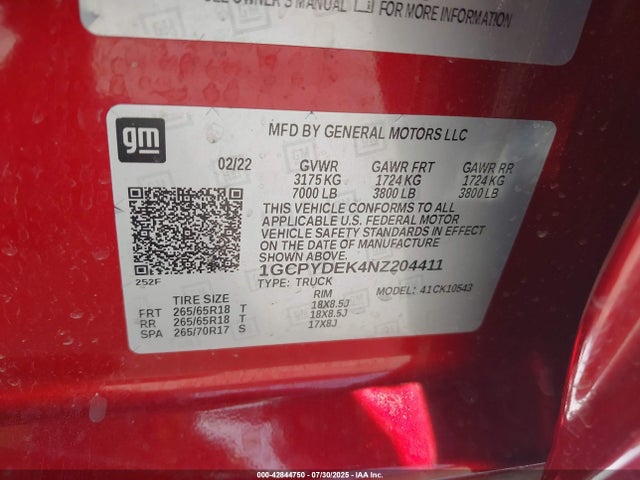 OWNER'S MANUAL FOR MORE INFORMATION
gm
MFD BY GENERAL MOTORS LLC
02/22 GVWR GAWR FRT GAWR RR
3175 KG 1724 KG 1724 KG
7000 LB 3800 LB 3800 LB
THIS VEHICLE CONFORMS TO ALL
APPLICABLE U.S. FEDERAL MOTOR
VEHICLE SAFETY STANDARDS IN EFFECT
ON THE DATE OF MANUFACTURE
SHOWN ABOVE.
1GCPYDEK4NZ204411
252F
TYPE: TRUCK MODEL: 41CK10543
TIRE SIZE RIM
FRT 265/65R18 T 18X8.5J
RR 265/65R18 T 18X8.5J
SPA 265/70R17 S 17X8J
000-42844750 | 07/30/2025 - IAA Inc.